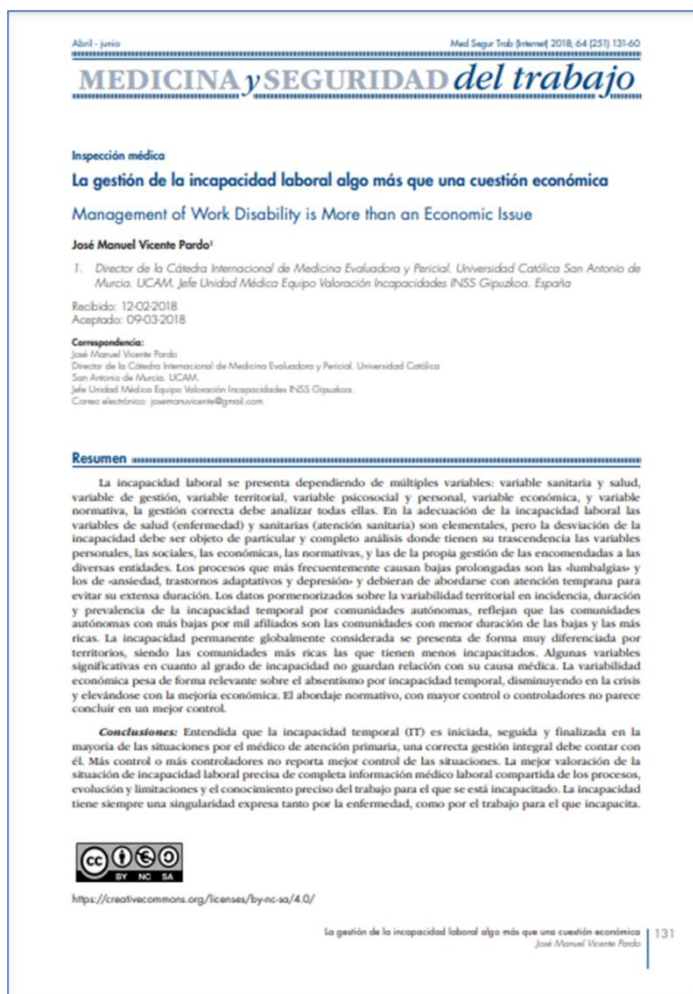 Abril - junio
Med Segur Trab (Internet) 2018; 64 (251) 131-60
MEDICINA y SEGURIDAD del trabajo
Inspección médica
La gestión de la incapacidad laboral algo más que una cuestión económica
Management of Work Disability is More than an Economic Issue
José Manuel Vicente Pardo¹
1. Director de la Cátedra Internacional de Medicina Evaluadora y Pericial. Universidad Católica San Antonio de
Murcia. UCAM. Jefe Unidad Médica Equipo Valoración Incapacidades INSS Gipuzkoa. España
Recibido: 12-02-2018
Aceptado: 09-03-2018
Correspondencia:
José Manuel Vicente Pardo
Director de la Cátedra Internacional de Medicina Evaluadora y Pericial. Universidad Católica
San Antonio de Murcia. UCAM.
Jefe Unidad Médica Equipo Valoración Incapacidades INSS Gipuzkoa.
Correo electrónico: josemanuvicente@gmail.com
Resumen
La incapacidad laboral se presenta dependiendo de múltiples variables: variable sanitaria y salud,
variable de gestión, variable territorial, variable psicosocial y personal, variable económica, y variable
normativa, la gestión correcta debe analizar todas ellas. En la adecuación de la incapacidad laboral las
variables de salud (enfermedad) y sanitarias (atención sanitaria) son elementales, pero la desviación de la
incapacidad debe ser objeto de particular y completo análisis donde tienen su trascendencia las variables
personales, las sociales, las económicas, las normativas, y las de la propia gestión de las encomendadas a las
diversas entidades. Los procesos que más frecuentemente causan bajas prolongadas son las «lumbalgias» y
los de «ansiedad, trastornos adaptativos y depresión» y debieran de abordarse con atención temprana para
evitar su extensa duración. Los datos pormenorizados sobre la variabilidad territorial en incidencia, duración
y prevalencia de la incapacidad temporal por comunidades autónomas, reflejan que las comunidades
autónomas con más bajas por mil afiliados son las comunidades con menor duración de las bajas y las más
ricas. La incapacidad permanente globalmente considerada se presenta de forma muy diferenciada por
territorios, siendo las comunidades más ricas las que tienen menos incapacitados. Algunas variables
significativas en cuanto al grado de incapacidad no guardan relación con su causa médica. La variabilidad
económica pesa de forma relevante sobre el absentismo por incapacidad temporal, disminuyendo en la crisis
y elevándose con la mejoría económica. El abordaje normativo, con mayor control o controladores no parece
concluir en un mejor control.
Conclusiones: Entendida que la incapacidad temporal (IT) es iniciada, seguida y finalizada en la
mayoría de las situaciones por el médico de atención primaria, una correcta gestión integral debe contar con
él. Más control o más controladores no reporta mejor control de las situaciones. La mejor valoración de la
situación de incapacidad laboral precisa de completa información médico laboral compartida de los procesos,
evolución y limitaciones y el conocimiento preciso del trabajo para el que se está incapacitado. La incapacidad
tiene siempre una singularidad expresa tanto por la enfermedad, como por el trabajo para el que incapacita.
cc BY NC SA
https://creativecommons.org/licenses/by-nc-sa/4.0/
La gestión de la incapacidad laboral algo más que una cuestión económica 131
José Manuel Vicente Pardo